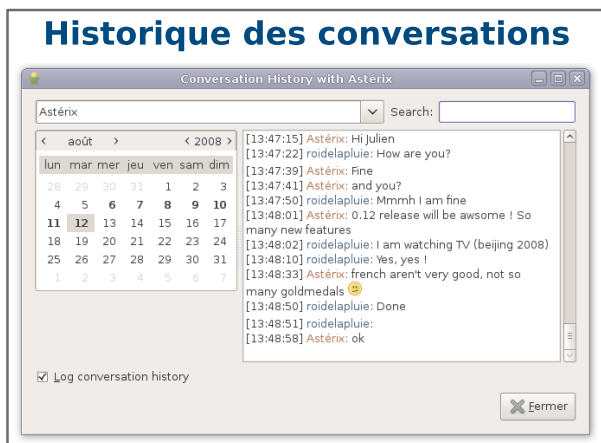 Historique des conversations
Conversation History with Astérix
Astérix
Search:
< août > < 2008 >
lun mar mer jeu ven sam dim
28 29 30 31 1 2 3
4 5 6 7 8 9 10
11 12 13 14 15 16 17
18 19 20 21 22 23 24
25 26 27 28 29 30 31
1 2 3 4 5 6 7
[13:47:15] Astérix: Hi Julien
[13:47:22] roidelapluie: How are you?
[13:47:39] Astérix: Fine
[13:47:41] Astérix: and you?
[13:47:50] roidelapluie: Mmmh I am fine
[13:48:01] Astérix: 0.12 release will be awsome ! So
many new features
[13:48:02] roidelapluie: I am watching TV (beijing 2008)
[13:48:10] roidelapluie: Yes, yes !
[13:48:33] Astérix: french aren't very good, not so
many goldmedals
[13:48:50] roidelapluie: Done
[13:48:51] roidelapluie:
[13:48:58] Astérix: ok
Log conversation history
Fermer